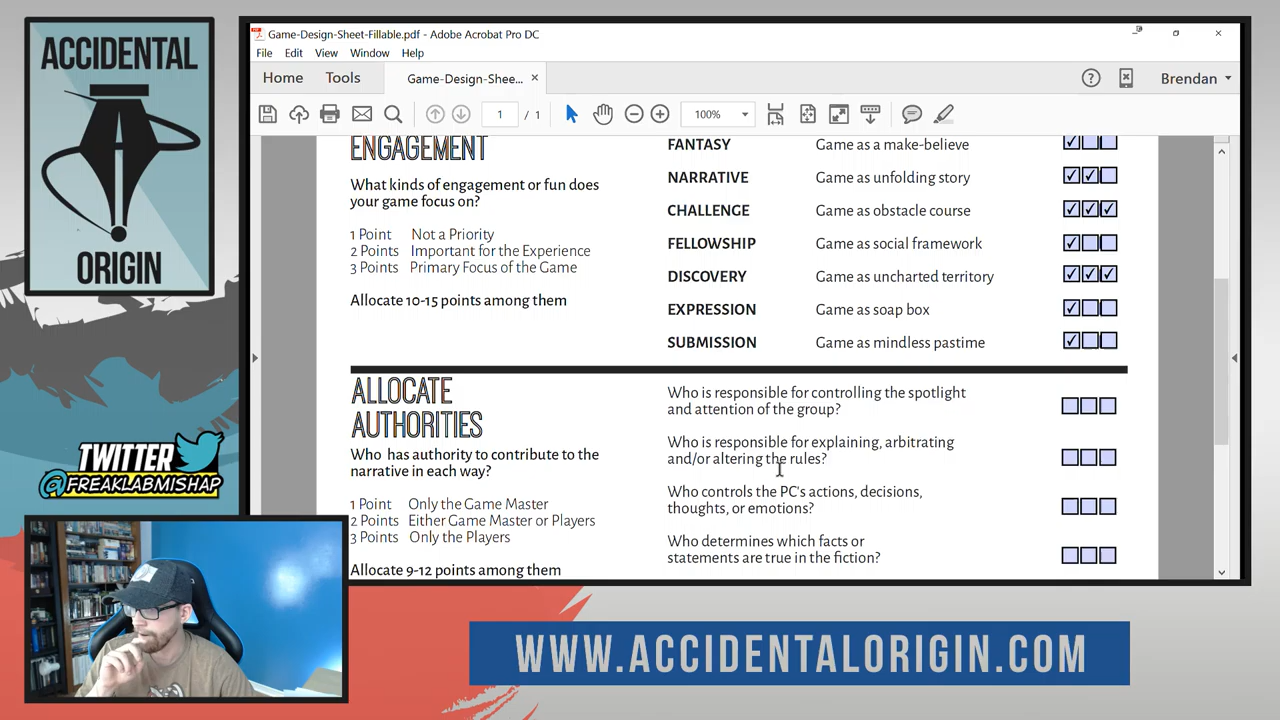 ACCIDENTAL
ORIGIN
TWITTER
@FREAKLABMISHAP
Game-Design-Sheet-Fillable.pdf - Adobe Acrobat Pro DC
File Edit View Window Help
Home Tools Game-Design-Shee... Brendan
1 / 1 100%
ENGAGEMENT
What kinds of engagement or fun does
your game focus on?
1 Point Not a Priority
2 Points Important for the Experience
3 Points Primary Focus of the Game
Allocate 10-15 points among them
FANTASY Game as a make-believe
NARRATIVE Game as unfolding story
CHALLENGE Game as obstacle course
FELLOWSHIP Game as social framework
DISCOVERY Game as uncharted territory
EXPRESSION Game as soap box
SUBMISSION Game as mindless pastime
ALLOCATE
AUTHORITIES
Who has authority to contribute to the
narrative in each way?
1 Point Only the Game Master
2 Points Either Game Master or Players
3 Points Only the Players
Allocate 9-12 points among them
Who is responsible for controlling the spotlight
and attention of the group?
Who is responsible for explaining, arbitrating
and/or altering the rules?
Who controls the PC's actions, decisions,
thoughts, or emotions?
Who determines which facts or
statements are true in the fiction?
WWW.ACCIDENTALORIGIN.COM